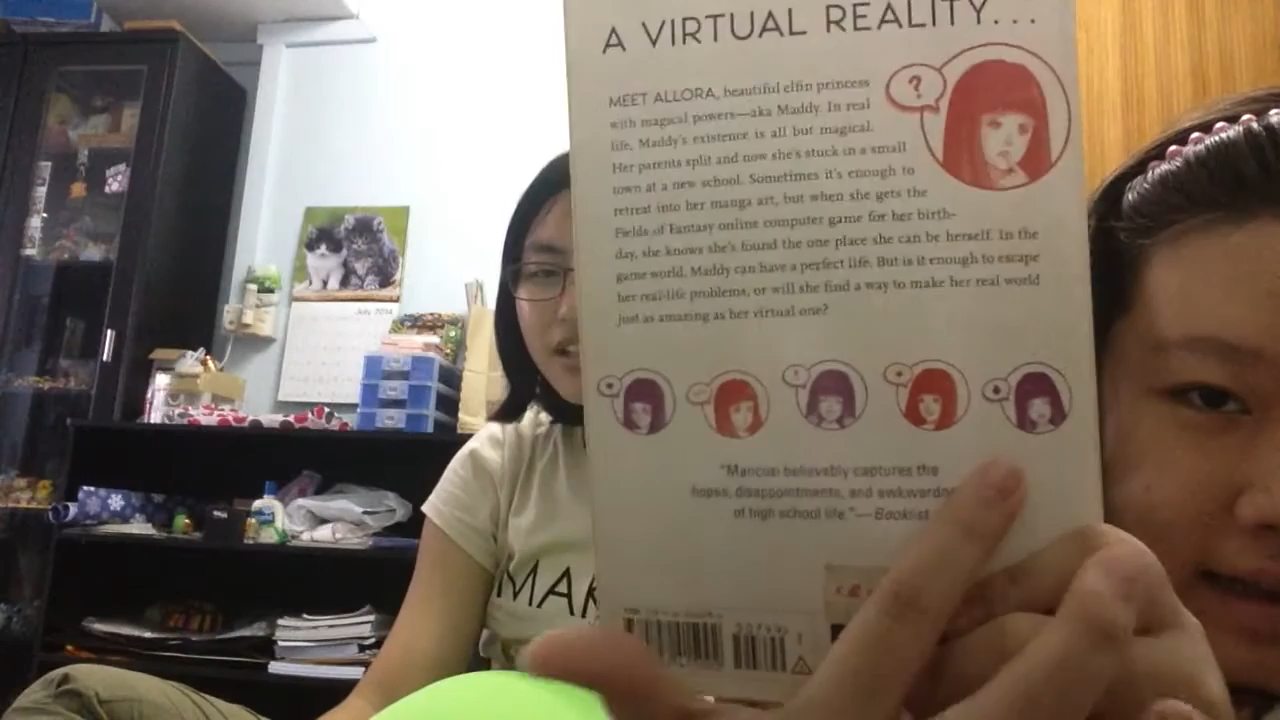 A VIRTUAL REALITY...
?
MEET ALLORA, beautiful elfin princess
with magical powers—aka Maddy. In real
life, Maddy's existence is all but magical.
Her parents split and now she's stuck in a small
town at a new school. Sometimes it's enough to
retreat into her manga art, but when she gets the
Fields of Fantasy online computer game for her birth-
day, she knows she's found the one place she can be herself. In the
game world, Maddy can have a perfect life. But is it enough to escape
her real-life problems, or will she find a way to make her real world
just as amazing as her virtual one?
"Mancusi believably captures the
hopes, disappointments, and
of high school life."—Booklist
July 2014
MAK